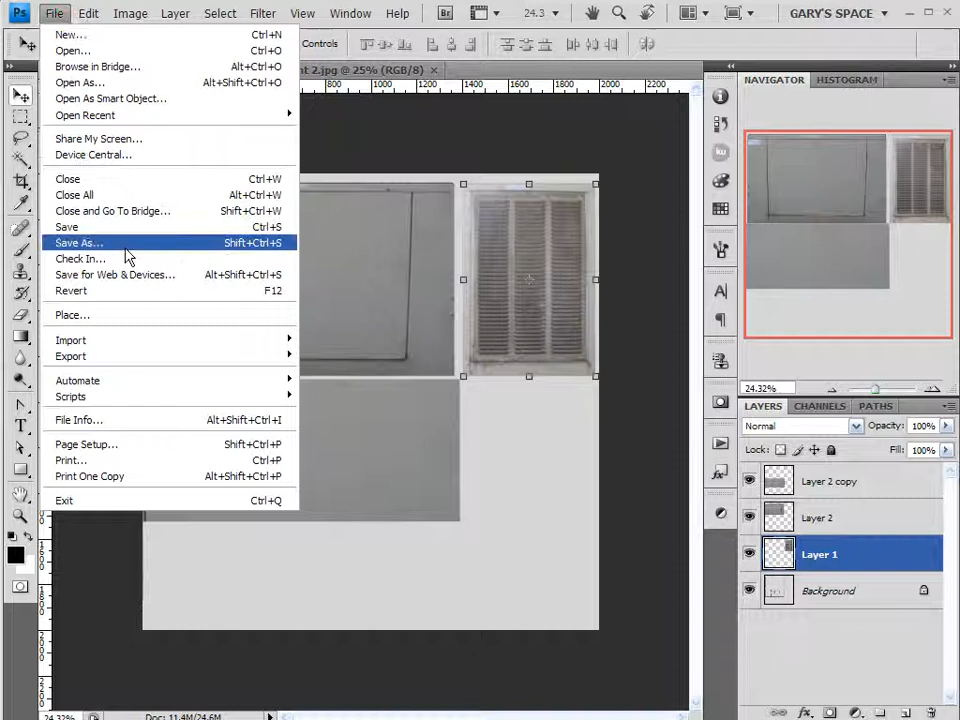 Ps File Edit Image Layer Select Filter View Window Help Br 24.3 GARY'S SPACE
New... Ctrl+N
Open... Ctrl+O
Browse in Bridge... Alt+Ctrl+O
Open As... Alt+Shift+Ctrl+O
Open As Smart Object...
Open Recent
Share My Screen...
Device Central...
Close Ctrl+W
Close All Alt+Ctrl+W
Close and Go To Bridge... Shift+Ctrl+W
Save Ctrl+S
Save As... Shift+Ctrl+S
Check In...
Save for Web & Devices... Alt+Shift+Ctrl+S
Revert F12
Place...
Import
Export
Automate
Scripts
File Info... Alt+Shift+Ctrl+I
Page Setup... Shift+Ctrl+P
Print... Ctrl+P
Print One Copy Alt+Shift+Ctrl+P
Exit Ctrl+Q
Controls
2.jpg @ 25% (RGB/8)
1000 1200 1400 1600 1800 2000 2200
NAVIGATOR HISTOGRAM
24.32%
LAYERS CHANNELS PATHS
Normal Opacity: 100%
Lock: Fill: 100%
Layer 2 copy
Layer 2
Layer 1
Background
24.32% Doc: 11.4M/24.6M